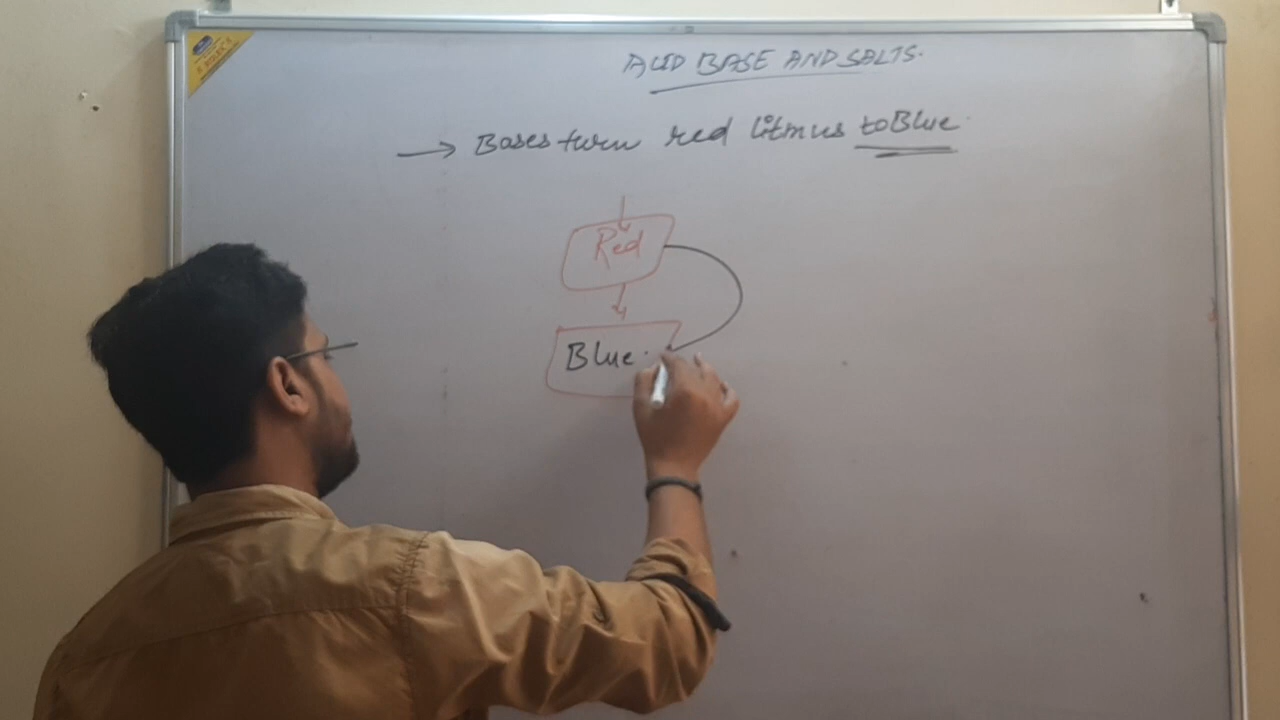 ACID BASE AND SALTS.
→ Bases turn red litmus to Blue.
Red
Blue.